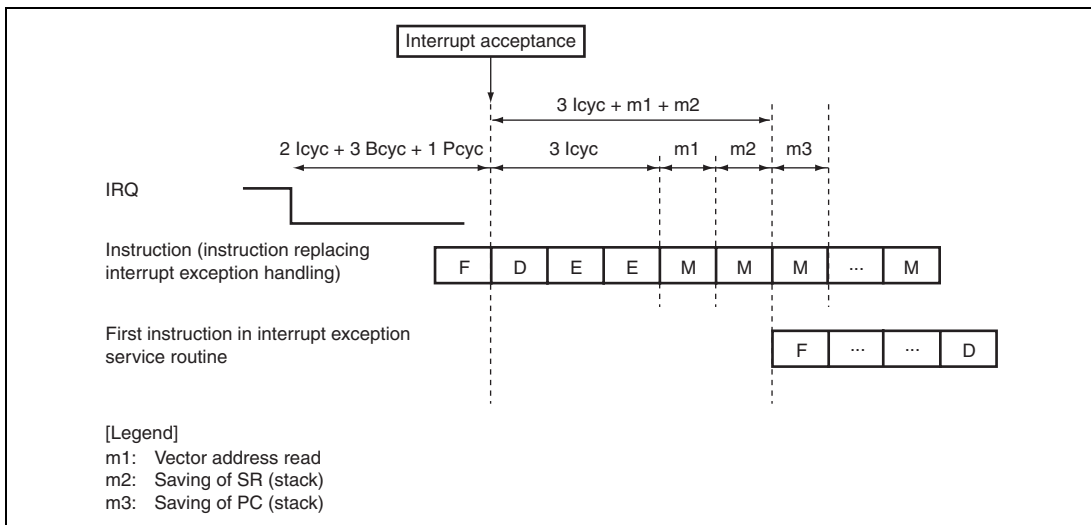 Interrupt acceptance
3 Icyc + m1 + m2
2 Icyc + 3 Bcyc + 1 Pcyc
3 Icyc
m1
m2
m3
IRQ
Instruction (instruction replacing
interrupt exception handling)
F D E E M M M ... M
First instruction in interrupt exception
service routine
F ... ... D
[Legend]
m1: Vector address read
m2: Saving of SR (stack)
m3: Saving of PC (stack)